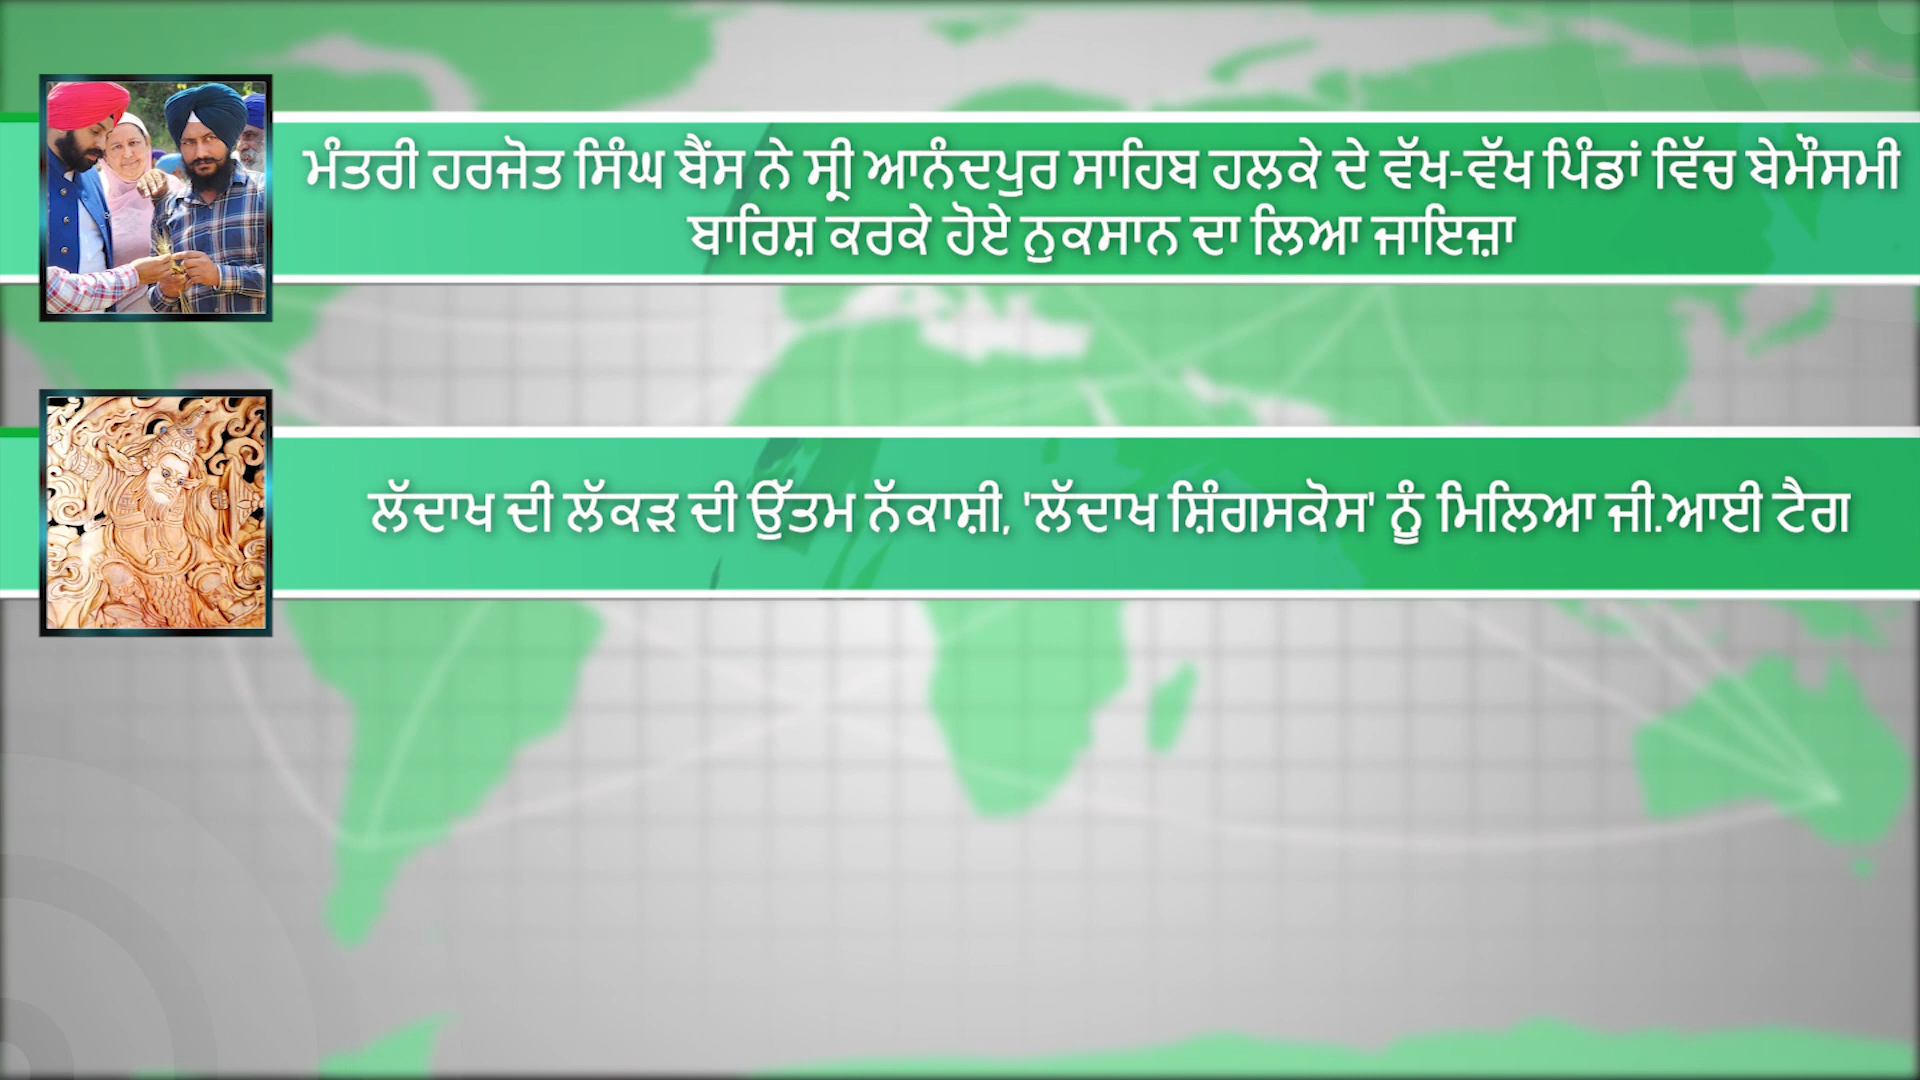 ਮੰਤਰੀ ਹਰਜੋਤ ਸਿੰਘ ਬੈਂਸ ਨੇ ਸ੍ਰੀ ਆਨੰਦਪੁਰ ਸਾਹਿਬ ਹਲਕੇ ਦੇ ਵੱਖ-ਵੱਖ ਪਿੰਡਾਂ ਵਿੱਚ ਬੇਮੌਸਮੀ
ਬਾਰਿਸ਼ ਕਰਕੇ ਹੋਏ ਨੁਕਸਾਨ ਦਾ ਲਿਆ ਜਾਇਜ਼ਾ
ਲੱਦਾਖ ਦੀ ਲੱਕੜ ਦੀ ਉੱਤਮ ਨੱਕਾਸ਼ੀ, 'ਲੱਦਾਖ ਸ਼ਿੰਗਸਕੋਸ' ਨੂੰ ਮਿਲਿਆ ਜੀ.ਆਈ ਟੈਗ